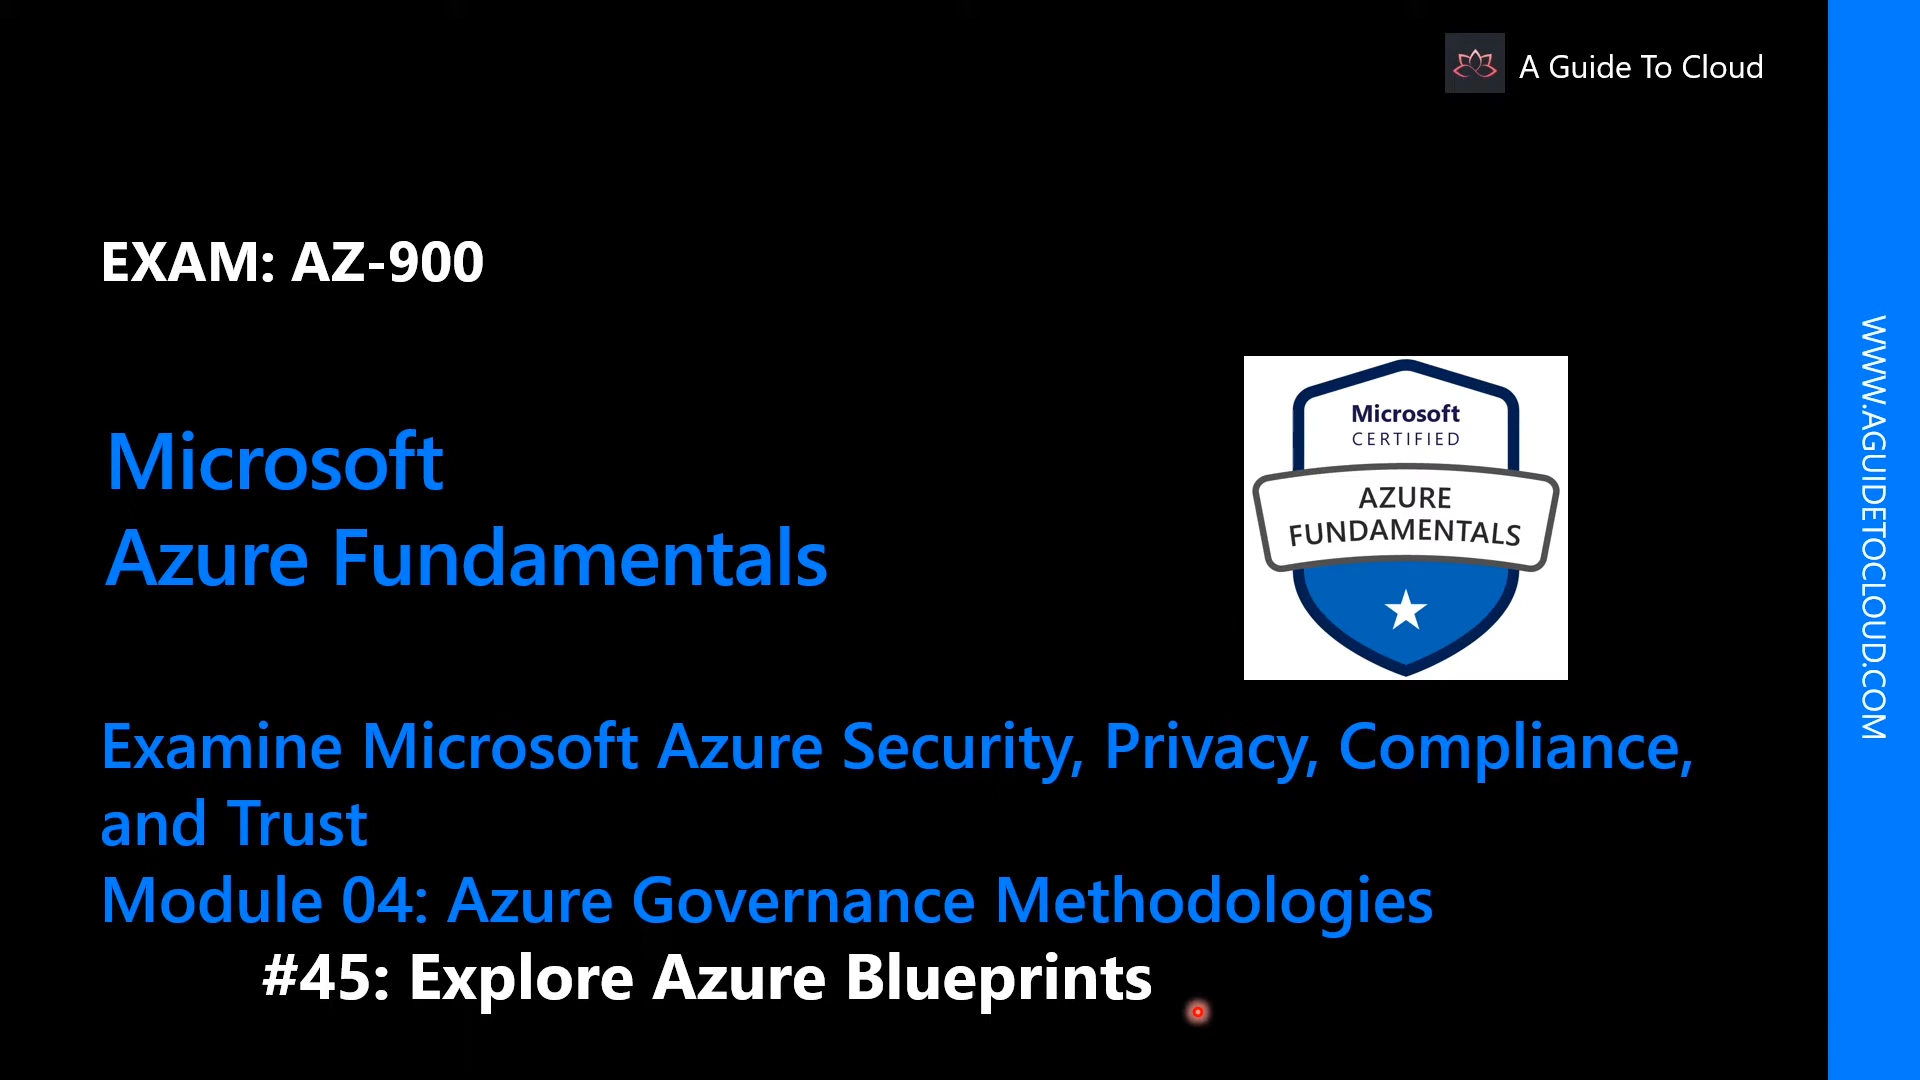 A Guide To Cloud
EXAM: AZ-900
Microsoft
Azure Fundamentals
Microsoft
CERTIFIED
AZURE
FUNDAMENTALS
Examine Microsoft Azure Security, Privacy, Compliance,
and Trust
Module 04: Azure Governance Methodologies
#45: Explore Azure Blueprints
WWW.AGUIDETOCLOUD.COM